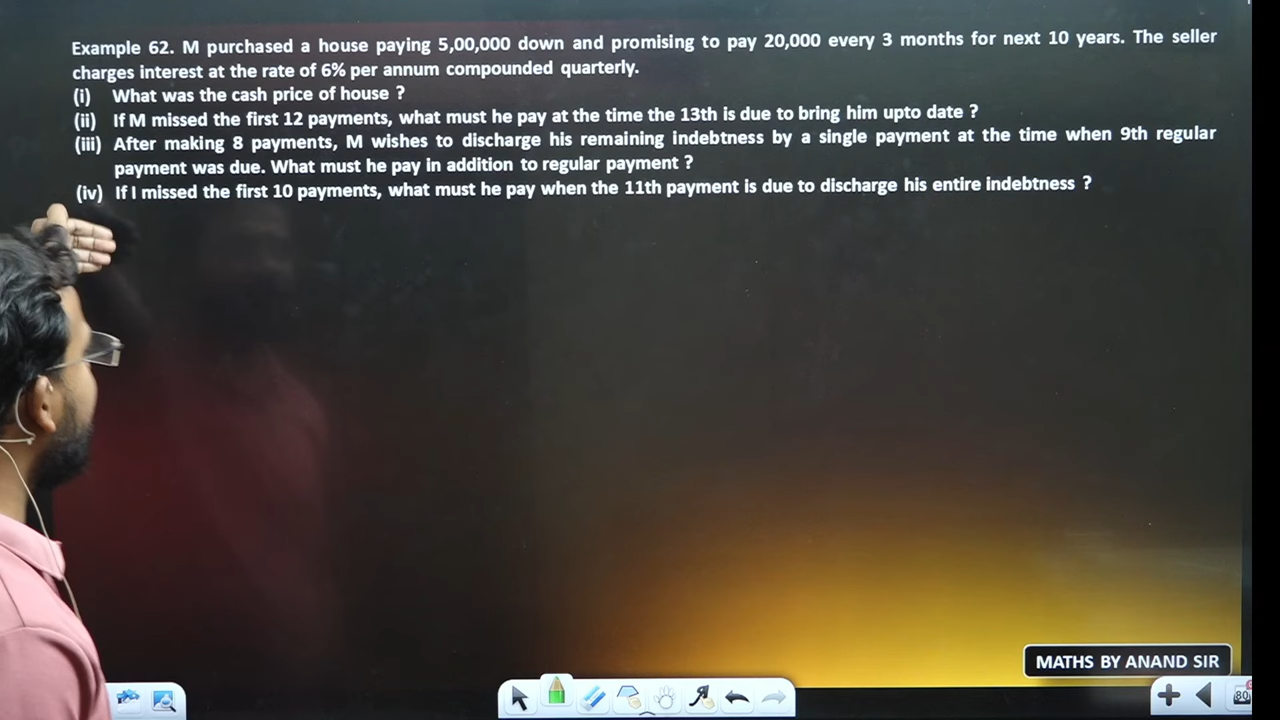 Example 62. M purchased a house paying 5,00,000 down and promising to pay 20,000 every 3 months for next 10 years. The seller
charges interest at the rate of 6% per annum compounded quarterly.
(i) What was the cash price of house ?
(ii) If M missed the first 12 payments, what must he pay at the time the 13th is due to bring him upto date ?
(iii) After making 8 payments, M wishes to discharge his remaining indebtness by a single payment at the time when 9th regular
payment was due. What must he pay in addition to regular payment ?
(iv) If I missed the first 10 payments, what must he pay when the 11th payment is due to discharge his entire indebtness ?
MATHS BY ANAND SIR
80